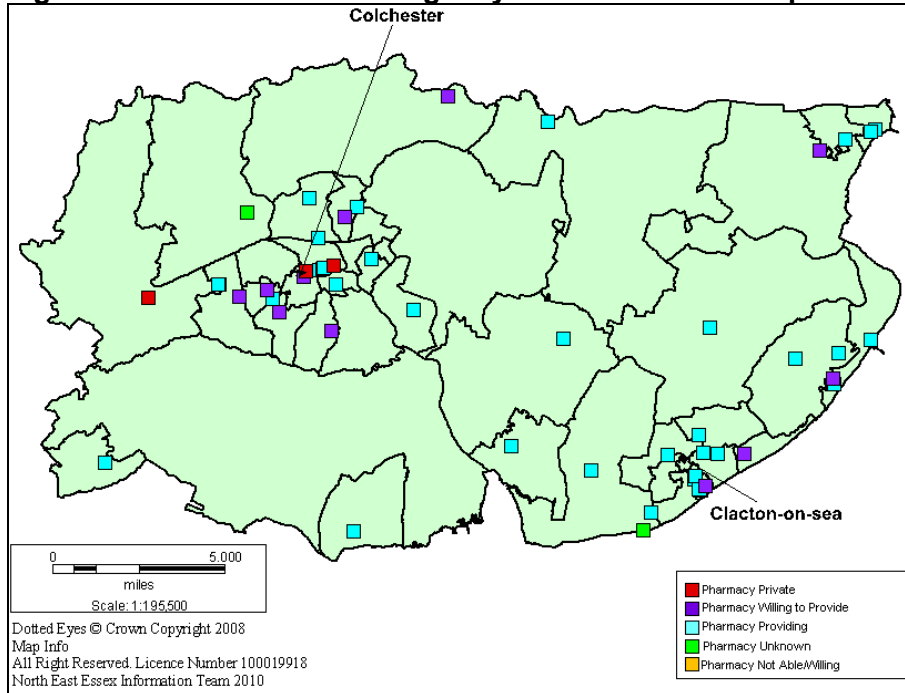 Colchester
Clacton-on-sea
0 5.000
miles
Scale: 1:195,500
Dotted Eyes © Crown Copyright 2008
Map Info
All Right Reserved. Licence Number 100019918
North East Essex Information Team 2010
Pharmacy Private
Pharmacy Willing to Provide
Pharmacy Providing
Pharmacy Unknown
Pharmacy Not Able/Willing